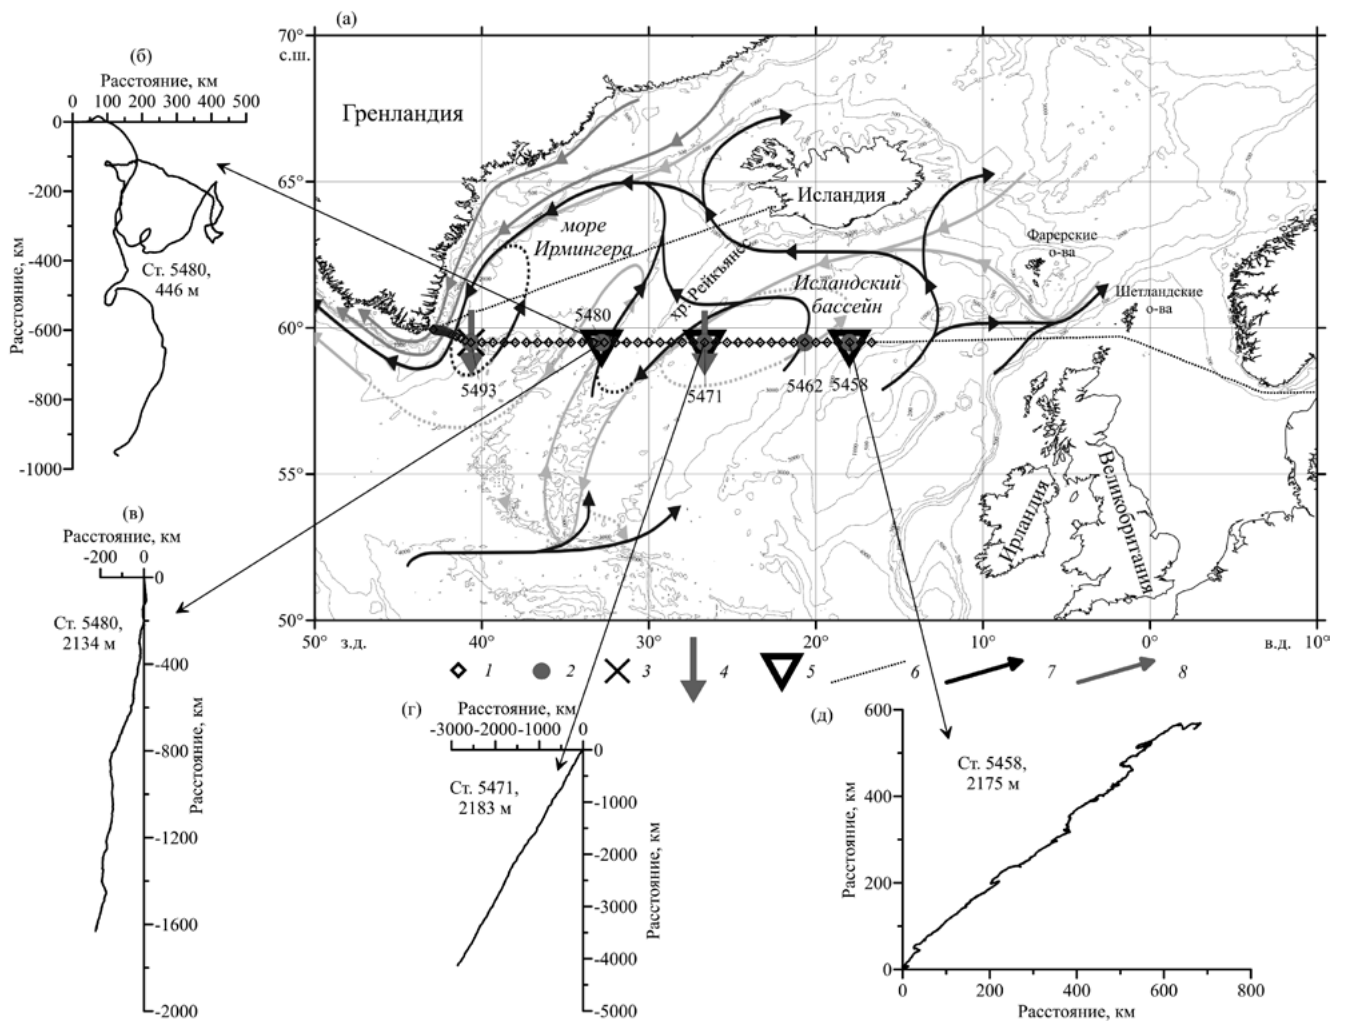 (а)
70°
с.ш.
65°
60°
55°
50°
50°
з.д.
40°
30°
20°
10°
0°
в.д.
10°
Гренландия
Исландия
море
Ирмингера
хр. Рейкьянес
Исландский
бассейн
Фарерские
о-ва
Шетландские
о-ва
Ирландия
Великобритания
5480
5493
5471
5462
5458
1
2
3
4
5
6
7
8
(б)
Расстояние, км
0 100 200 300 400 500
0
-200
-400
-600
-800
-1000
Расстояние, км
Ст. 5480,
446 м
(в)
Расстояние, км
-200 0
0
-400
-800
-1200
-1600
-2000
Расстояние, км
Ст. 5480,
2134 м
(г)
Расстояние, км
-3000 -2000 -1000 0
0
-1000
-2000
-3000
-4000
-5000
Расстояние, км
Ст. 5471,
2183 м
(д)
600
400
200
0
Расстояние, км
Ст. 5458,
2175 м
0 200 400 600 800
Расстояние, км